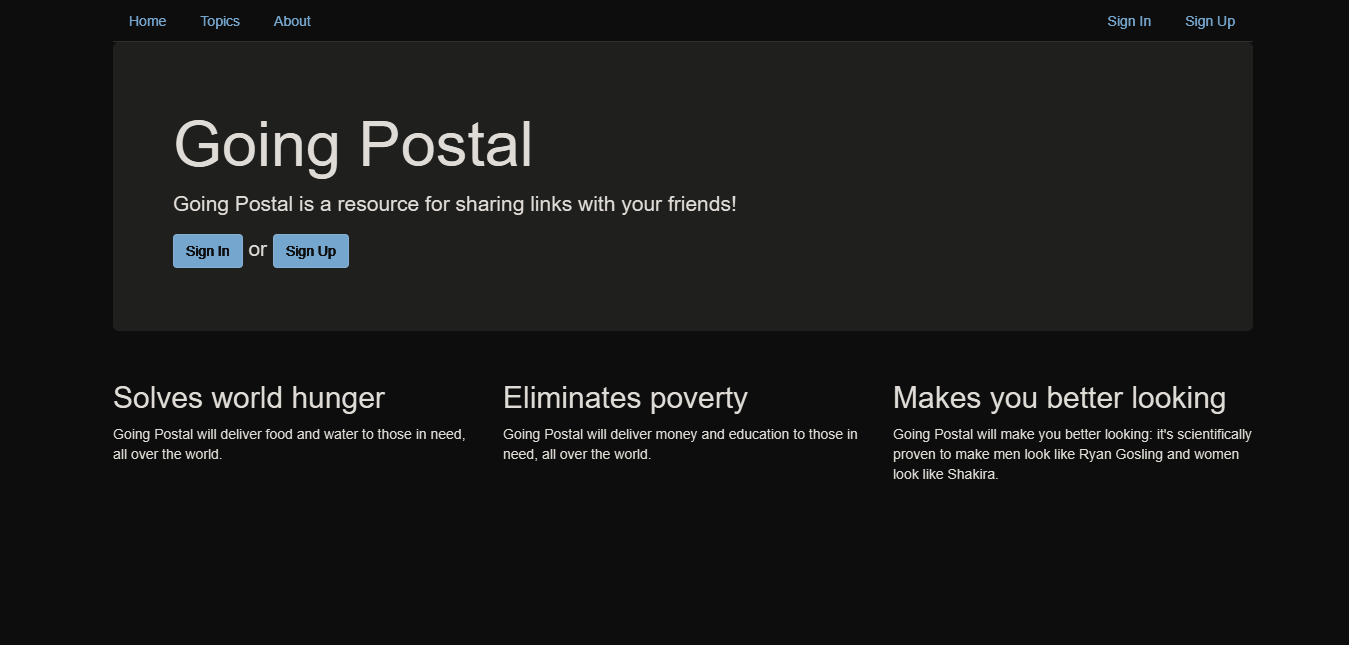 Home Topics About Sign In Sign Up
Going Postal
Going Postal is a resource for sharing links with your friends!
Sign In or Sign Up
Solves world hunger
Going Postal will deliver food and water to those in need,
all over the world.
Eliminates poverty
Going Postal will deliver money and education to those in
need, all over the world.
Makes you better looking
Going Postal will make you better looking: it's scientifically
proven to make men look like Ryan Gosling and women
look like Shakira.